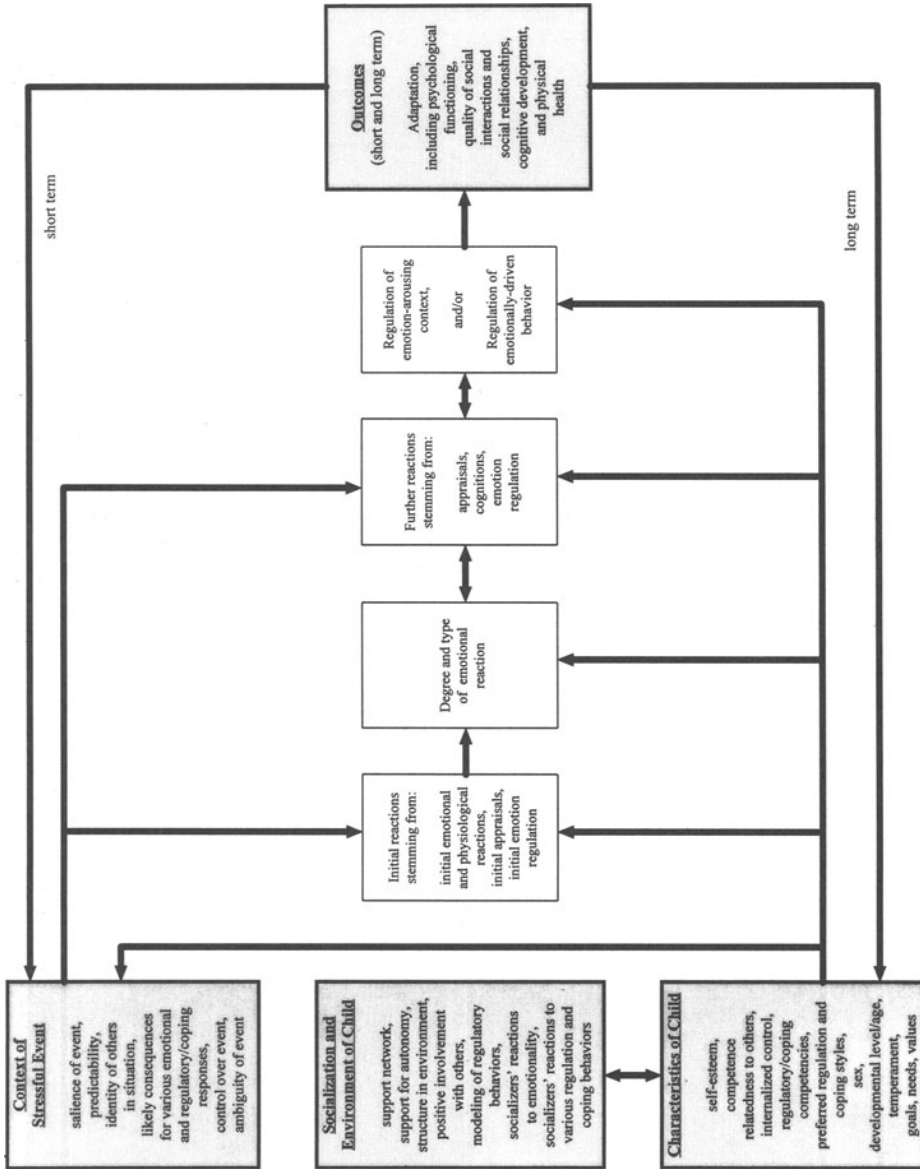 Context of
Stressful Event
salience of event,
predictability,
identity of others
in situation,
likely consequences
for various emotional
and regulatory/coping
responses,
control over event,
ambiguity of event
Socialization and
Environment of Child
support network,
support for autonomy,
structure in environment,
positive involvement
with others,
modeling of regulatory
behaviors,
socializers' reactions
to emotionality,
socializers' reactions to
various regulation and
coping behaviors
Characteristics of Child
self-esteem,
competence
relatedness to others,
internalized control,
regulatory/coping
competencies,
preferred regulation and
coping styles,
sex,
developmental level/age,
temperament,
goals, needs, values
Initial reactions
stemming from:
initial emotional
and physiological
reactions,
initial appraisals,
initial emotion
regulation
Degree and type
of emotional
reaction
Further reactions
stemming from:
appraisals,
cognitions,
emotion
regulation
Regulation of
emotion-arousing
context,
and/or
Regulation of
emotionally-driven
behavior
short term
long term
Outcomes
(short and long term)
Adaptation,
including psychological
functioning,
quality of social
interactions and
social relationships,
cognitive development,
and physical
health